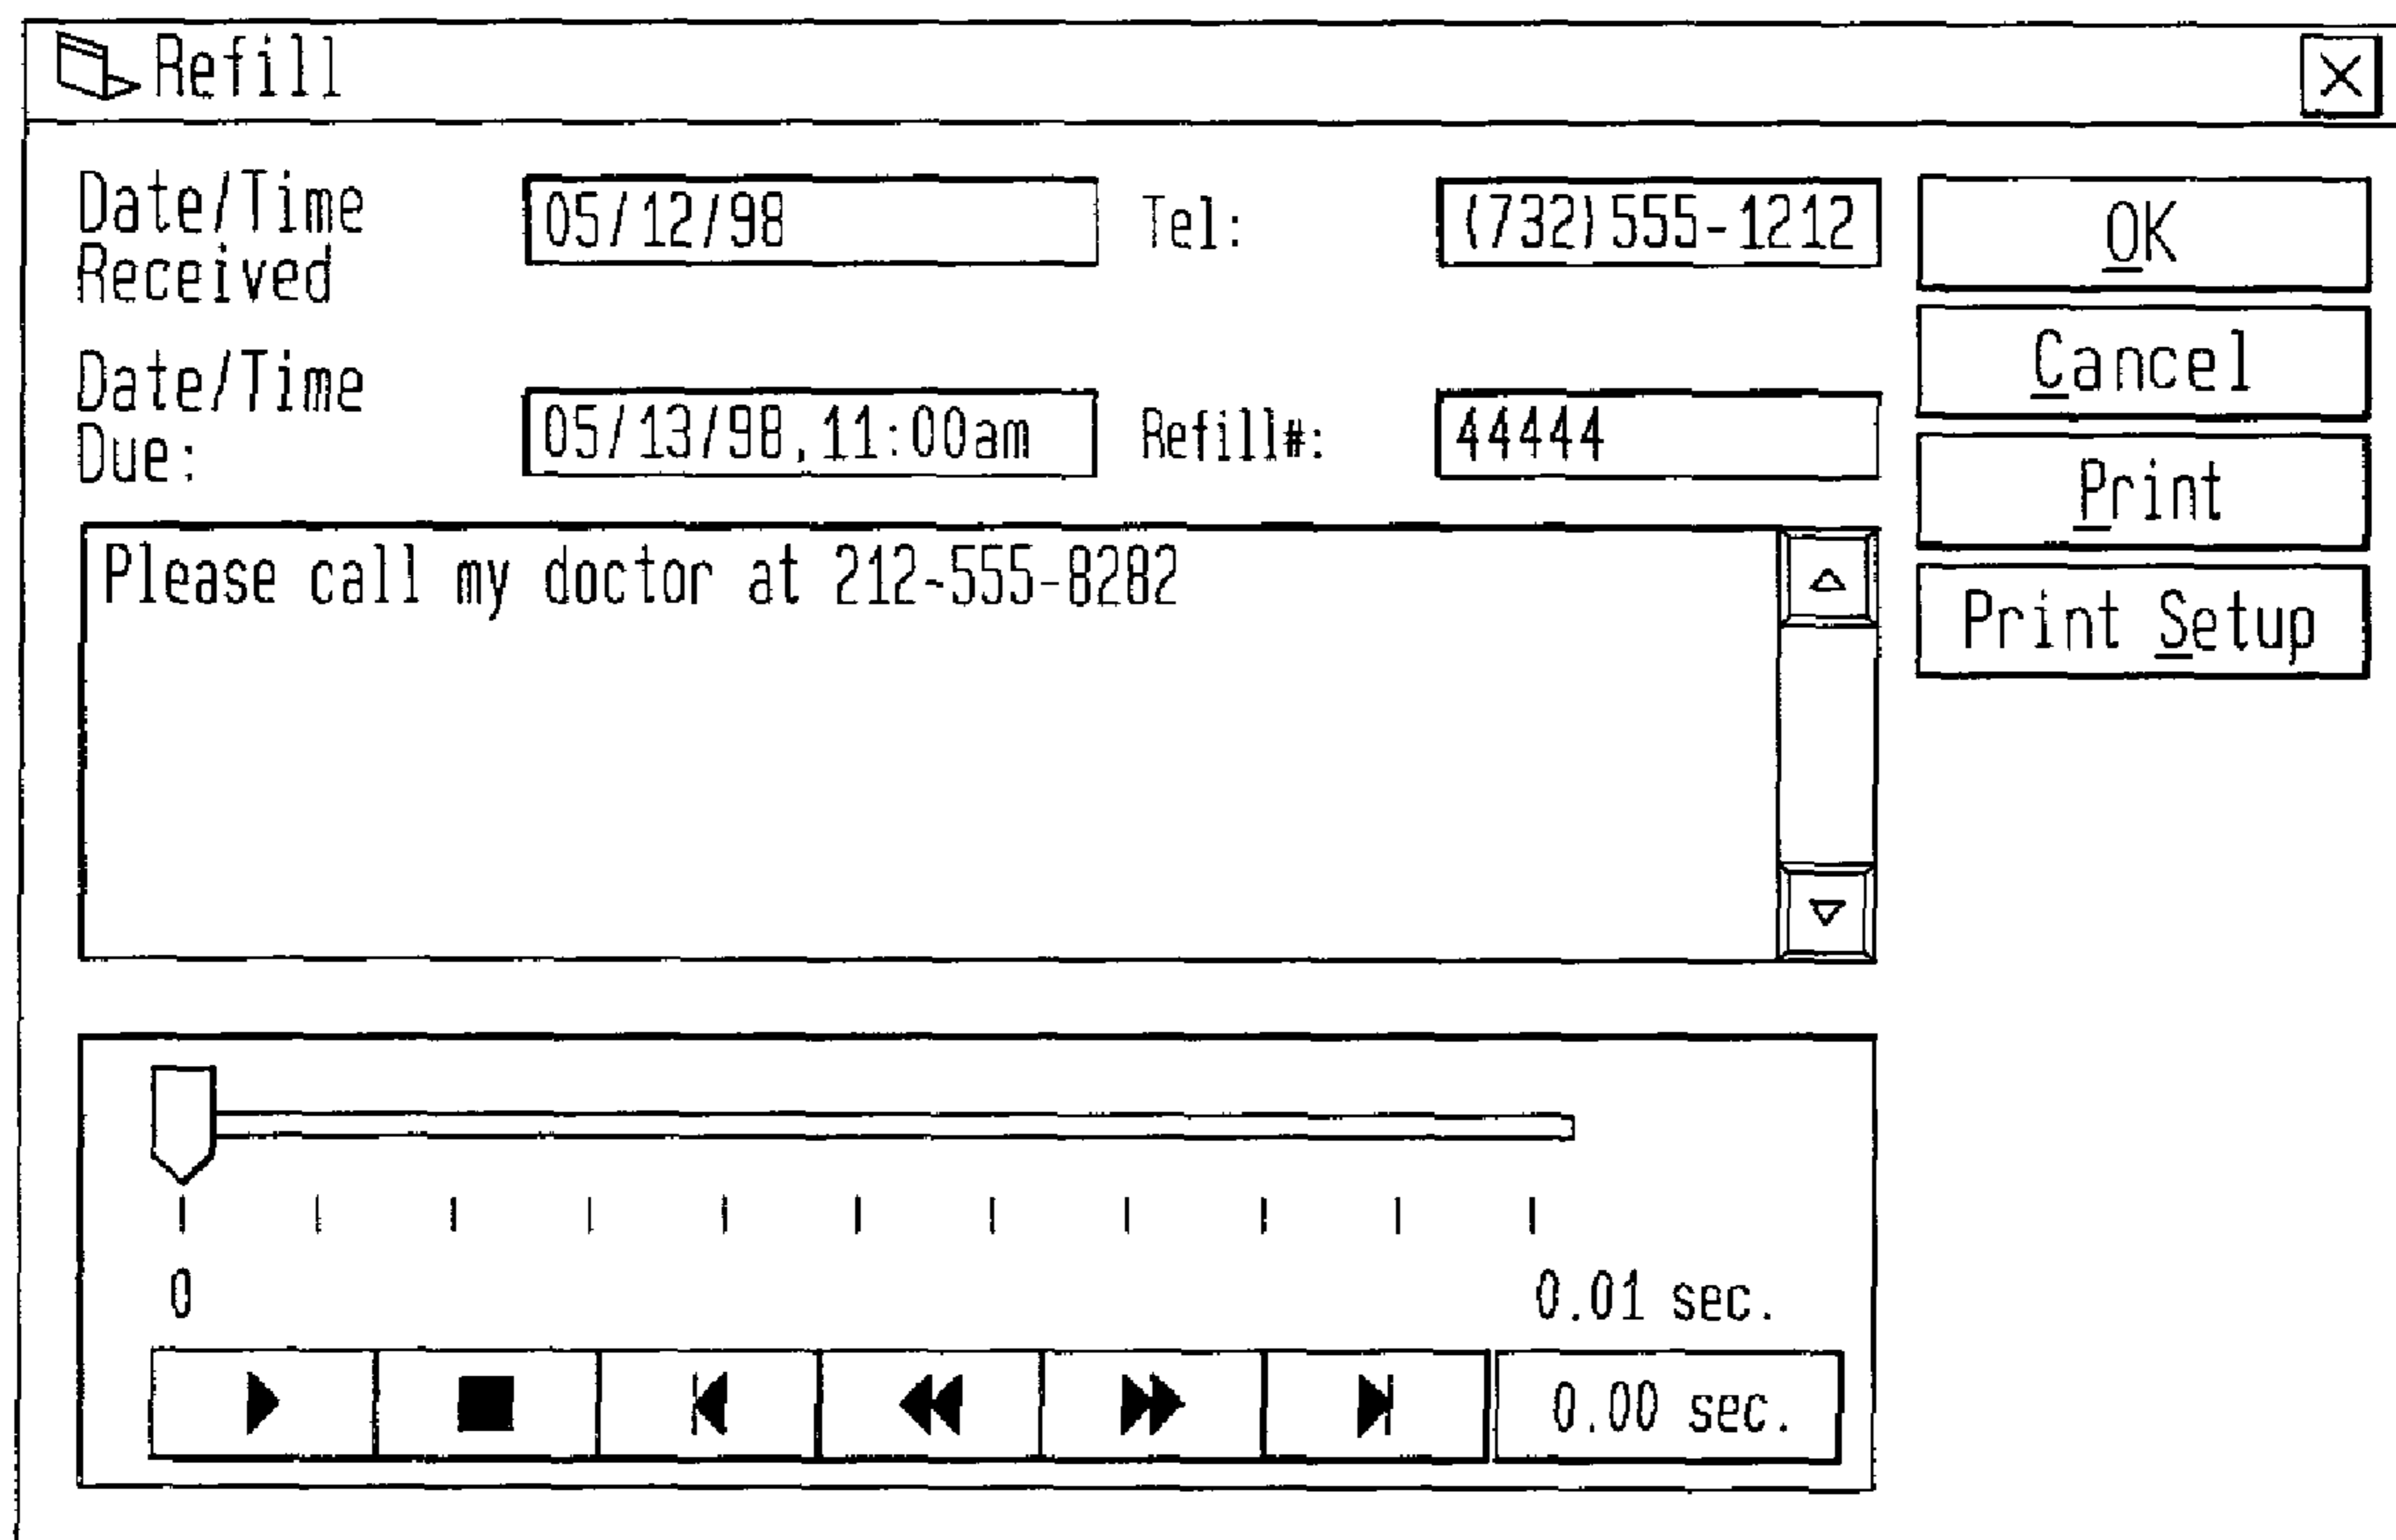 Refill
Date/Time
Received
05/12/98
Tel:
(732)555-1212
OK
Cancel
Date/Time
Due:
05/13/98,11:00am
Refill#:
44444
Print
Print Setup
Please call my doctor at 212-555-8282
0
0.01 sec.
0.00 sec.